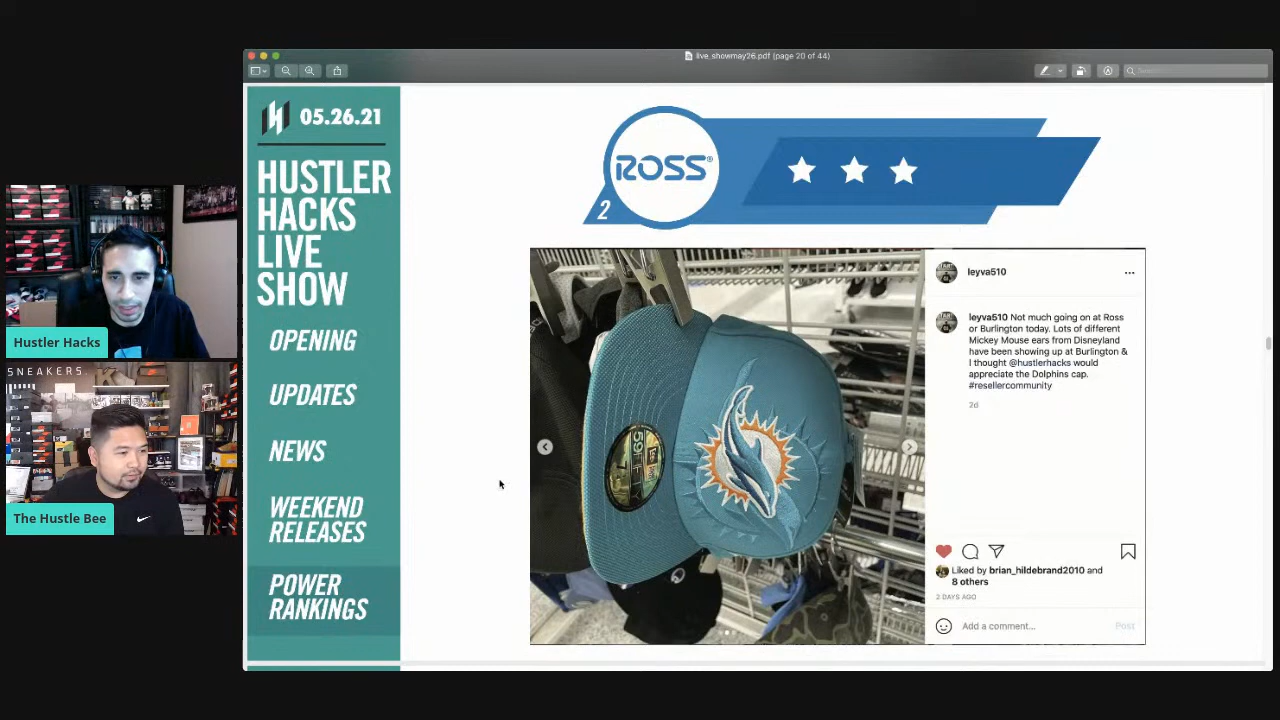 live_showmay26.pdf (page 20 of 44)
Search
05.26.21
HUSTLER
HACKS
LIVE
SHOW
OPENING
UPDATES
NEWS
WEEKEND
RELEASES
POWER
RANKINGS
ROSS®
2
leyva510
leyva510 Not much going on at Ross
or Burlington today. Lots of different
Mickey Mouse ears from Disneyland
have been showing up at Burlington &
I thought @hustlerhacks would
appreciate the Dolphins cap.
#resellercommunity
2d
Liked by brian_hildebrand2010 and
8 others
2 DAYS AGO
Add a comment...
Post
Hustler Hacks
SNEAKERS
The Hustle Bee